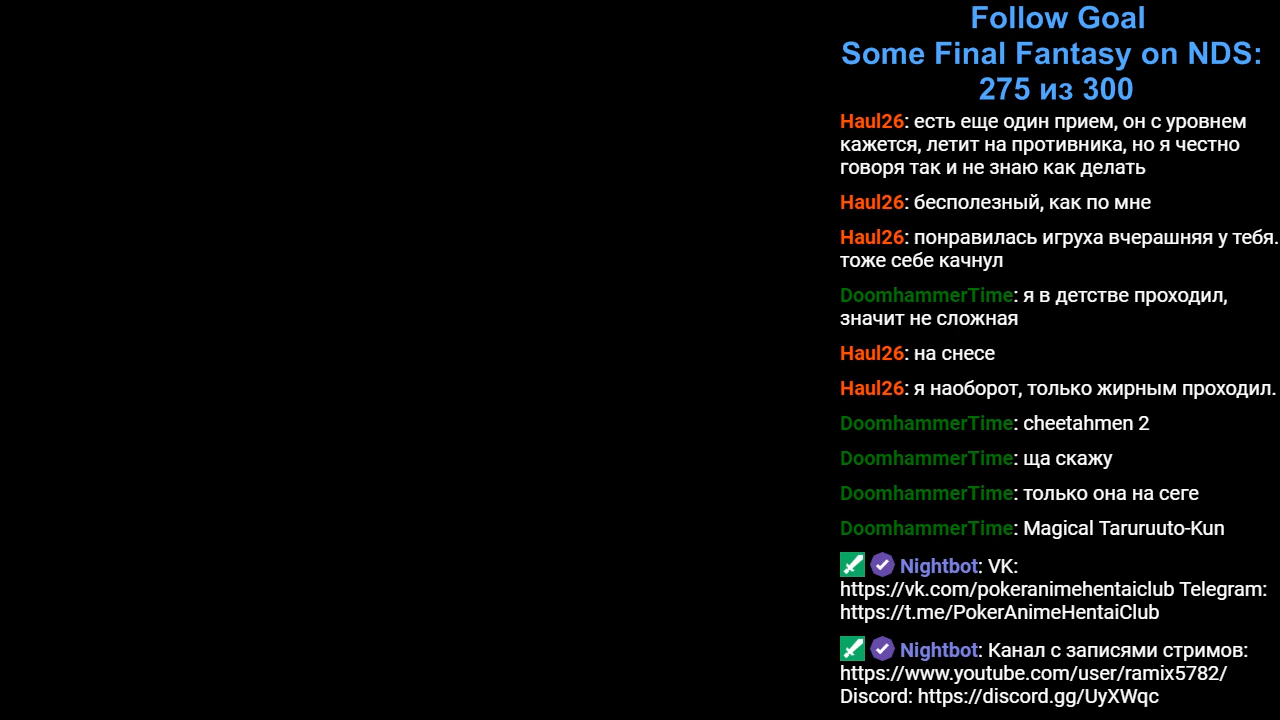 Follow Goal
Some Final Fantasy on NDS:
275 из 300
Haul26: есть еще один прием, он с уровнем
кажется, летит на противника, но я честно
говоря так и не знаю как делать
Haul26: бесполезный, как по мне
Haul26: понравилась игруха вчерашняя у тебя.
тоже себе качнул
DoomhammerTime: я в детстве проходил,
значит не сложная
Haul26: на снесе
Haul26: я наоборот, только жирным проходил.
DoomhammerTime: cheetahmen 2
DoomhammerTime: ща скажу
DoomhammerTime: только она на сеге
DoomhammerTime: Magical Taruruuto-Kun
Nightbot: VK:
https://vk.com/pokeranimehentaiclub Telegram:
https://t.me/PokerAnimeHentaiClub
Nightbot: Канал с записями стримов:
https://www.youtube.com/user/ramix5782/
Discord: https://discord.gg/UyXWqc